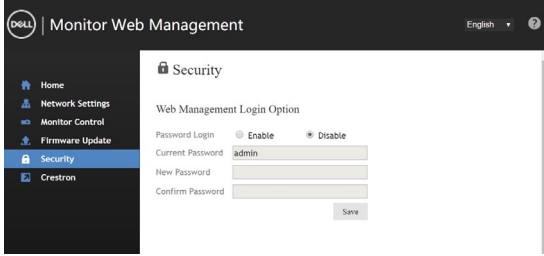 DELL | Monitor Web Management
English ▼ ?
Security
Home
Network Settings
Monitor Control
Firmware Update
Security
Crestron
Web Management Login Option
Password Login Enable Disable
Current Password admin
New Password
Confirm Password
Save